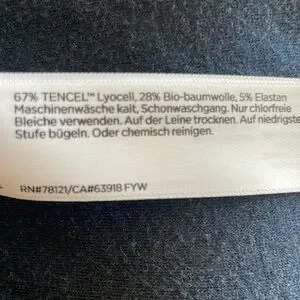 67% TENCEL™ Lyocell, 28% Bio-baumwolle, 5% Elastan
Maschinenwäsche kalt, Schonwaschgang. Nur chlorfreie
Bleiche verwenden. Auf der Leine trocknen. Auf niedrigste
Stufe bügeln. Oder chemisch reinigen.
RN#78121/CA#63918 FYW